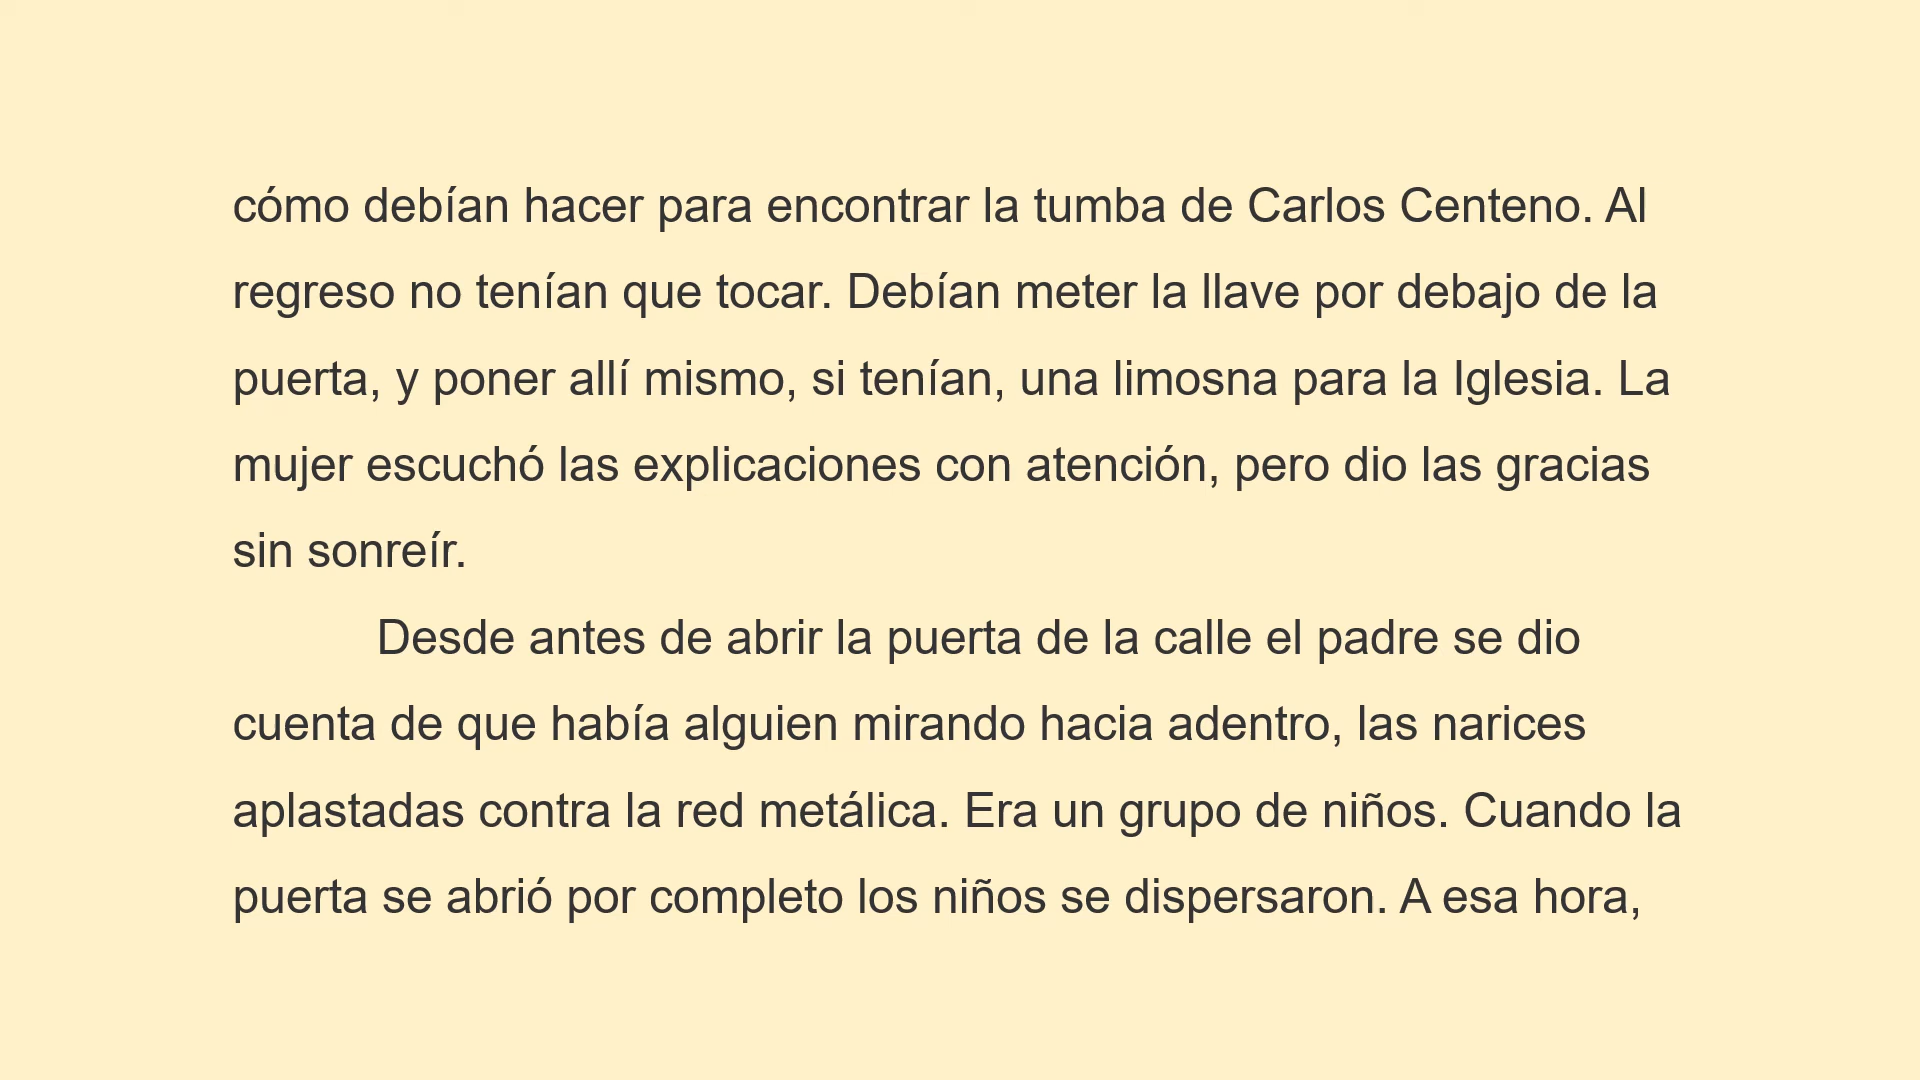 cómo debían hacer para encontrar la tumba de Carlos Centeno. Al
regreso no tenían que tocar. Debían meter la llave por debajo de la
puerta, y poner allí mismo, si tenían, una limosna para la Iglesia. La
mujer escuchó las explicaciones con atención, pero dio las gracias
sin sonreír.
Desde antes de abrir la puerta de la calle el padre se dio
cuenta de que había alguien mirando hacia adentro, las narices
aplastadas contra la red metálica. Era un grupo de niños. Cuando la
puerta se abrió por completo los niños se dispersaron. A esa hora,